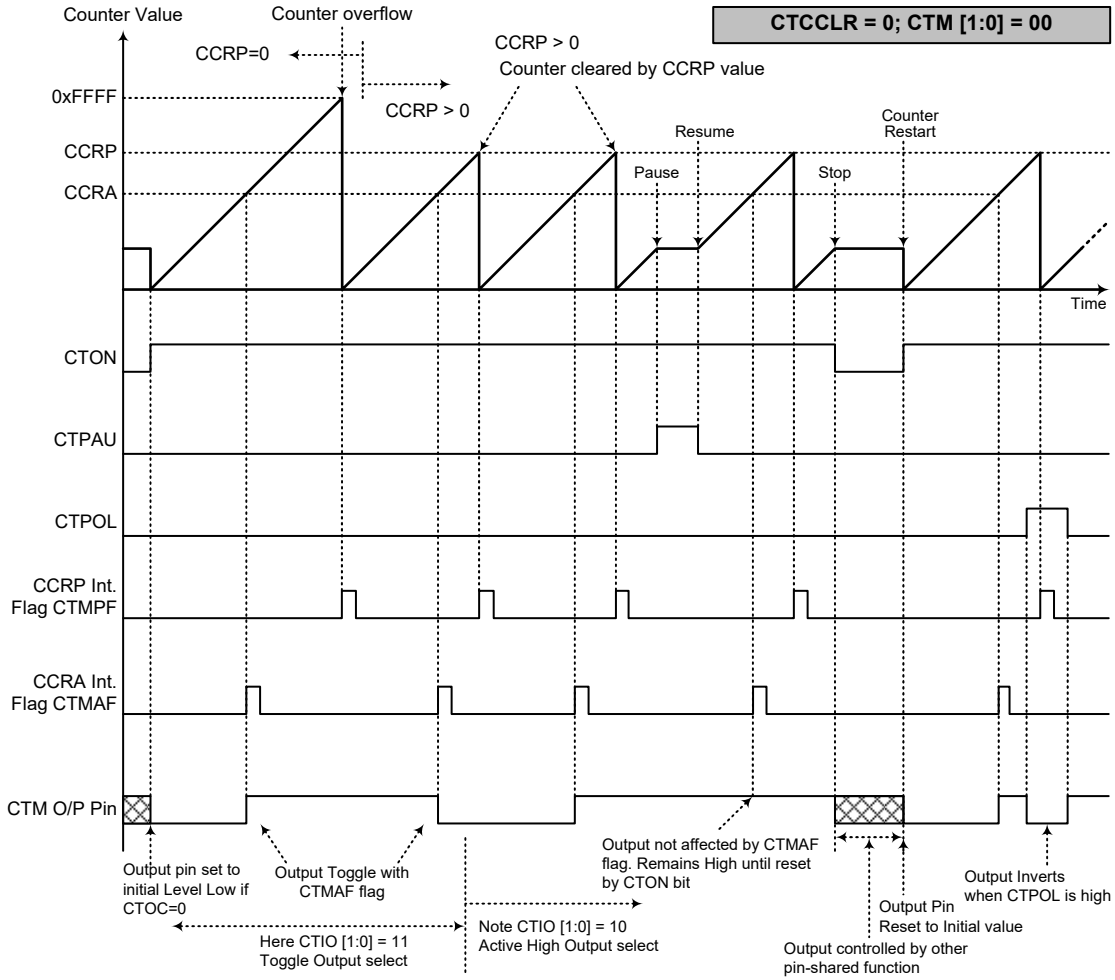 Counter Value
Counter overflow
CTCCLR = 0; CTM [1:0] = 00
CCRP=0
CCRP > 0
Counter cleared by CCRP value
0xFFFF
CCRP > 0
CCRP
CCRA
Pause
Resume
Stop
Counter
Restart
Time
CTON
CTPAU
CTPOL
CCRP Int.
Flag CTMPF
CCRA Int.
Flag CTMAF
CTM O/P Pin
Output pin set to
initial Level Low if
CTOC=0
Output Toggle with
CTMAF flag
Here CTIO [1:0] = 11
Toggle Output select
Note CTIO [1:0] = 10
Active High Output select
Output not affected by CTMAF
flag. Remains High until reset
by CTON bit
Output controlled by other
pin-shared function
Output Pin
Reset to Initial value
Output Inverts
when CTPOL is high